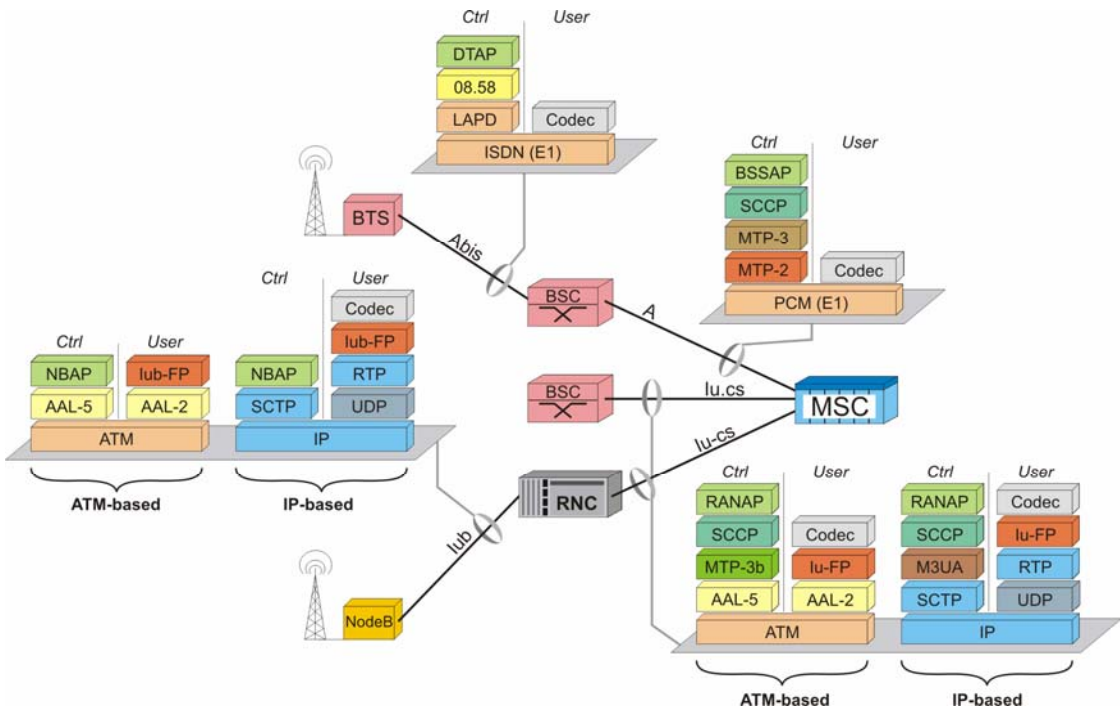 Ctrl User
DTAP
08.58
LAPD Codec
ISDN (E1)
Ctrl User
BSSAP
SCCP
MTP-3
MTP-2 Codec
PCM (E1)
BTS
Abis
BSC
A
BSC
Iu.cs
MSC
Iu-cs
RNC
Iub
NodeB
Ctrl User
NBAP Iub-FP
AAL-5 AAL-2
ATM
ATM-based
Ctrl User
Codec
Iub-FP
NBAP RTP
SCTP UDP
IP
IP-based
Ctrl User
RANAP
SCCP Codec
MTP-3b Iu-FP
AAL-5 AAL-2
ATM
ATM-based
Ctrl User
RANAP Codec
SCCP Iu-FP
M3UA RTP
SCTP UDP
IP
IP-based